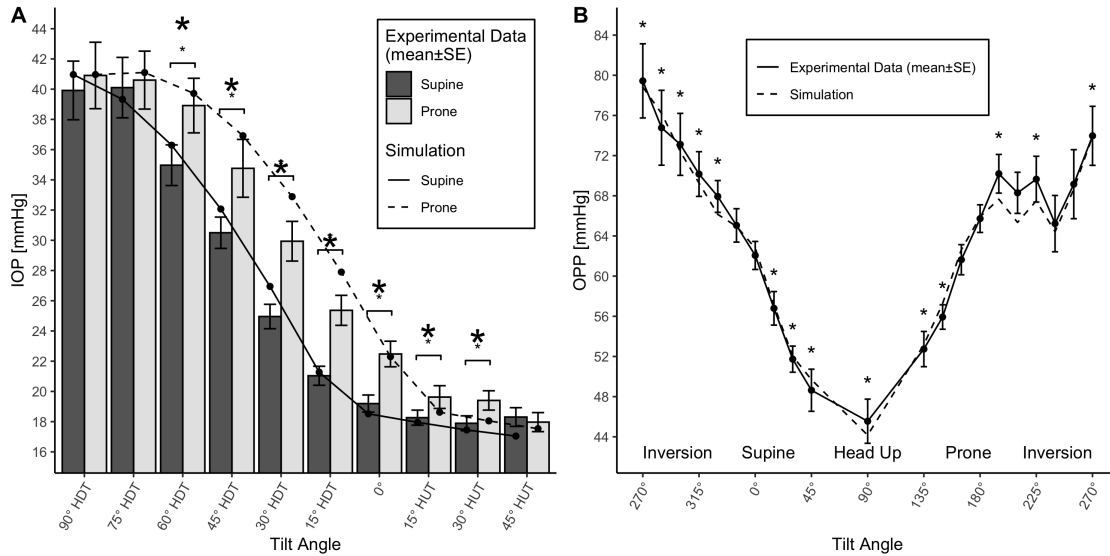 A
IOP [mmHg]
44
42
40
38
36
34
32
30
28
26
24
22
20
18
16
*
*
*
*
*
*
*
*
*
*
*
*
*
*
Experimental Data
(mean±SE)
Supine
Prone
Simulation
Supine
Prone
90° HDT
75° HDT
60° HDT
45° HDT
30° HDT
15° HDT
0°
15° HUT
30° HUT
45° HUT
Tilt Angle
B
OPP [mmHg]
84
80
76
72
68
64
60
56
52
48
44
*
*
*
*
*
*
*
*
*
*
*
*
*
*
Experimental Data (mean±SE)
Simulation
Inversion Supine Head Up Prone Inversion
270°
315°
0°
45°
90°
135°
180°
225°
270°
Tilt Angle